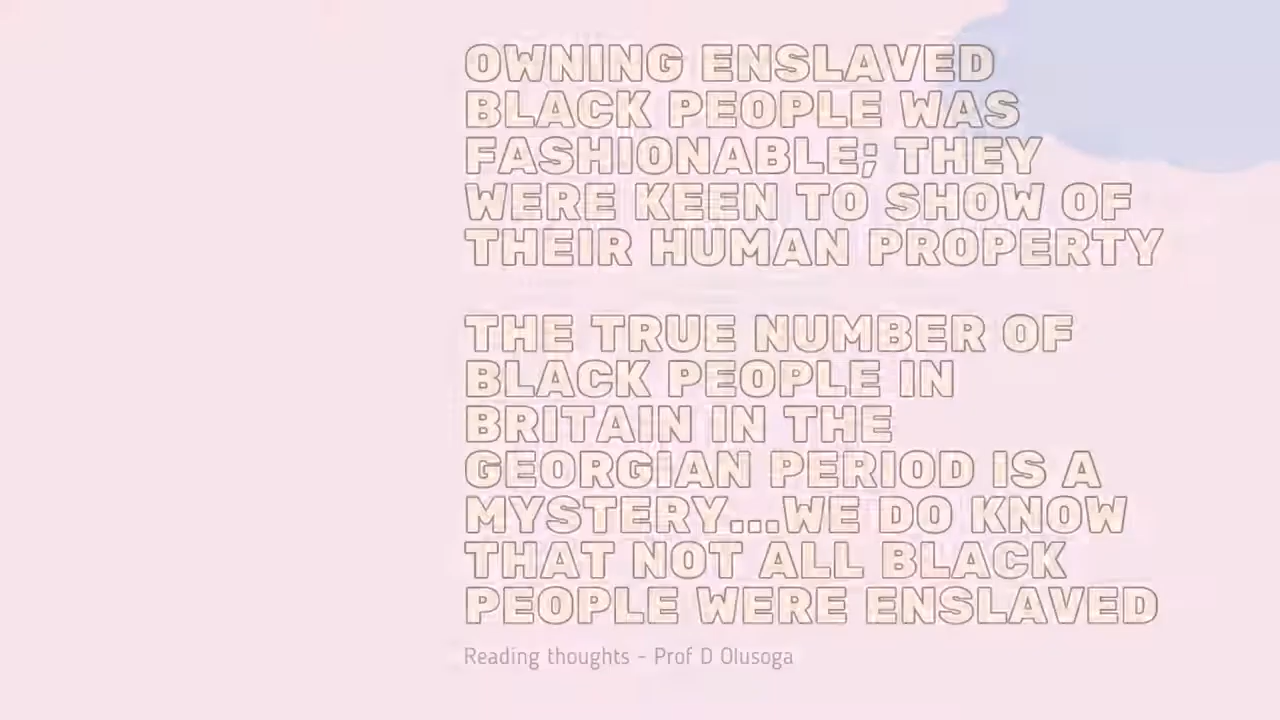 OWNING ENSLAVED
BLACK PEOPLE WAS
FASHIONABLE; THEY
WERE KEEN TO SHOW OF
THEIR HUMAN PROPERTY
THE TRUE NUMBER OF
BLACK PEOPLE IN
BRITAIN IN THE
GEORGIAN PERIOD IS A
MYSTERY...WE DO KNOW
THAT NOT ALL BLACK
PEOPLE WERE ENSLAVED
Reading thoughts - Prof D Olusoga